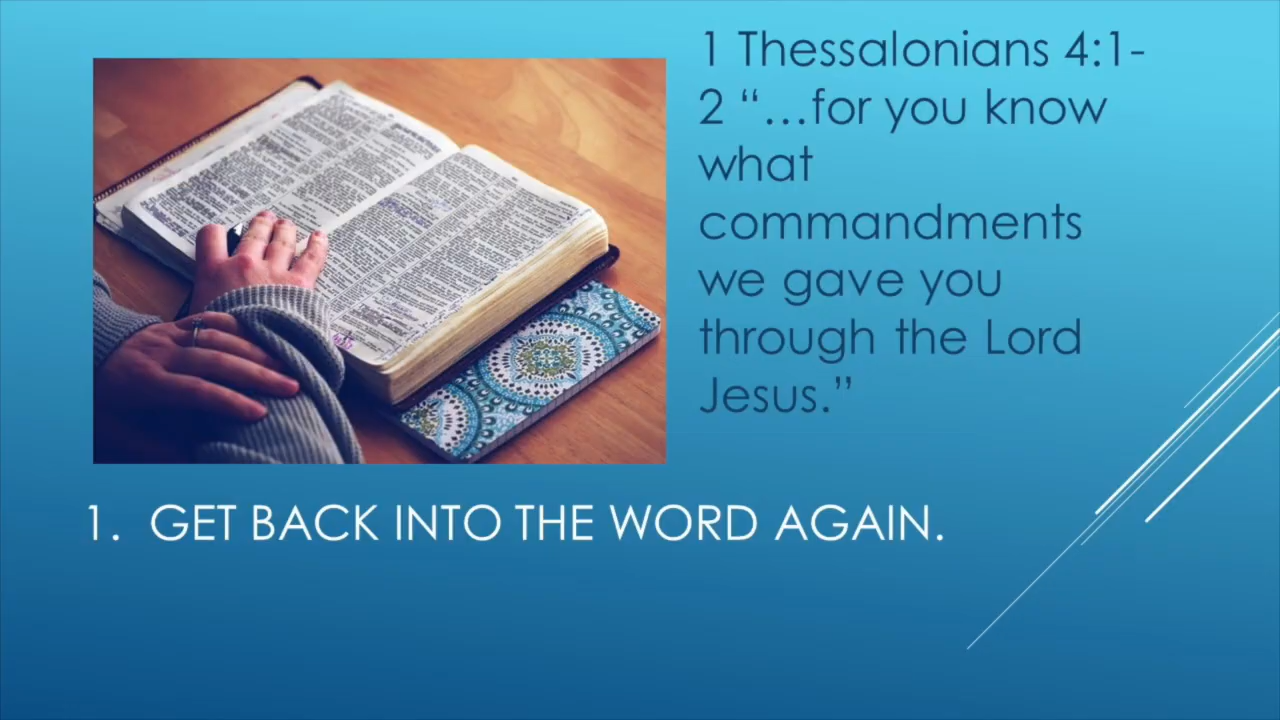 1 Thessalonians 4:1-
2 “…for you know
what
commandments
we gave you
through the Lord
Jesus.”
1. GET BACK INTO THE WORD AGAIN.